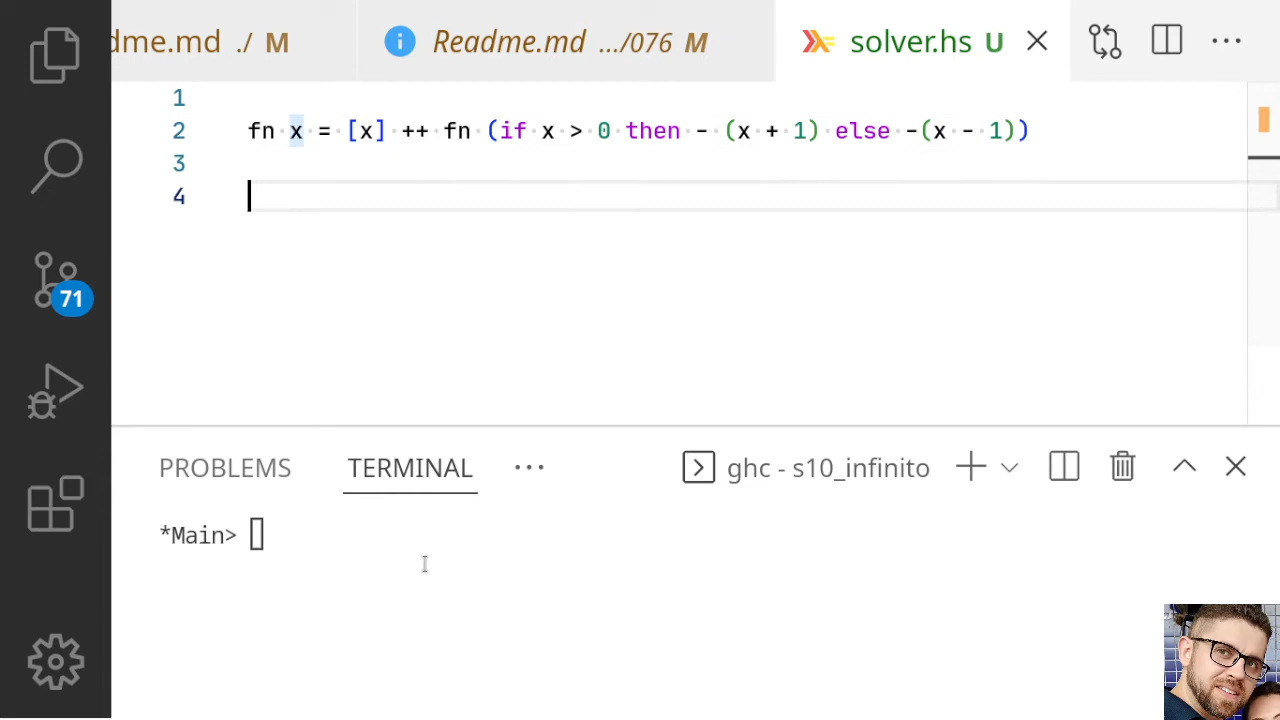 dme.md ./ M
Readme.md .../076 M
solver.hs U
1
2 fn x = [x] ++ fn (if x > 0 then - (x + 1) else -(x - 1))
3
4
71
PROBLEMS TERMINAL ghc - s10_infinito
*Main>